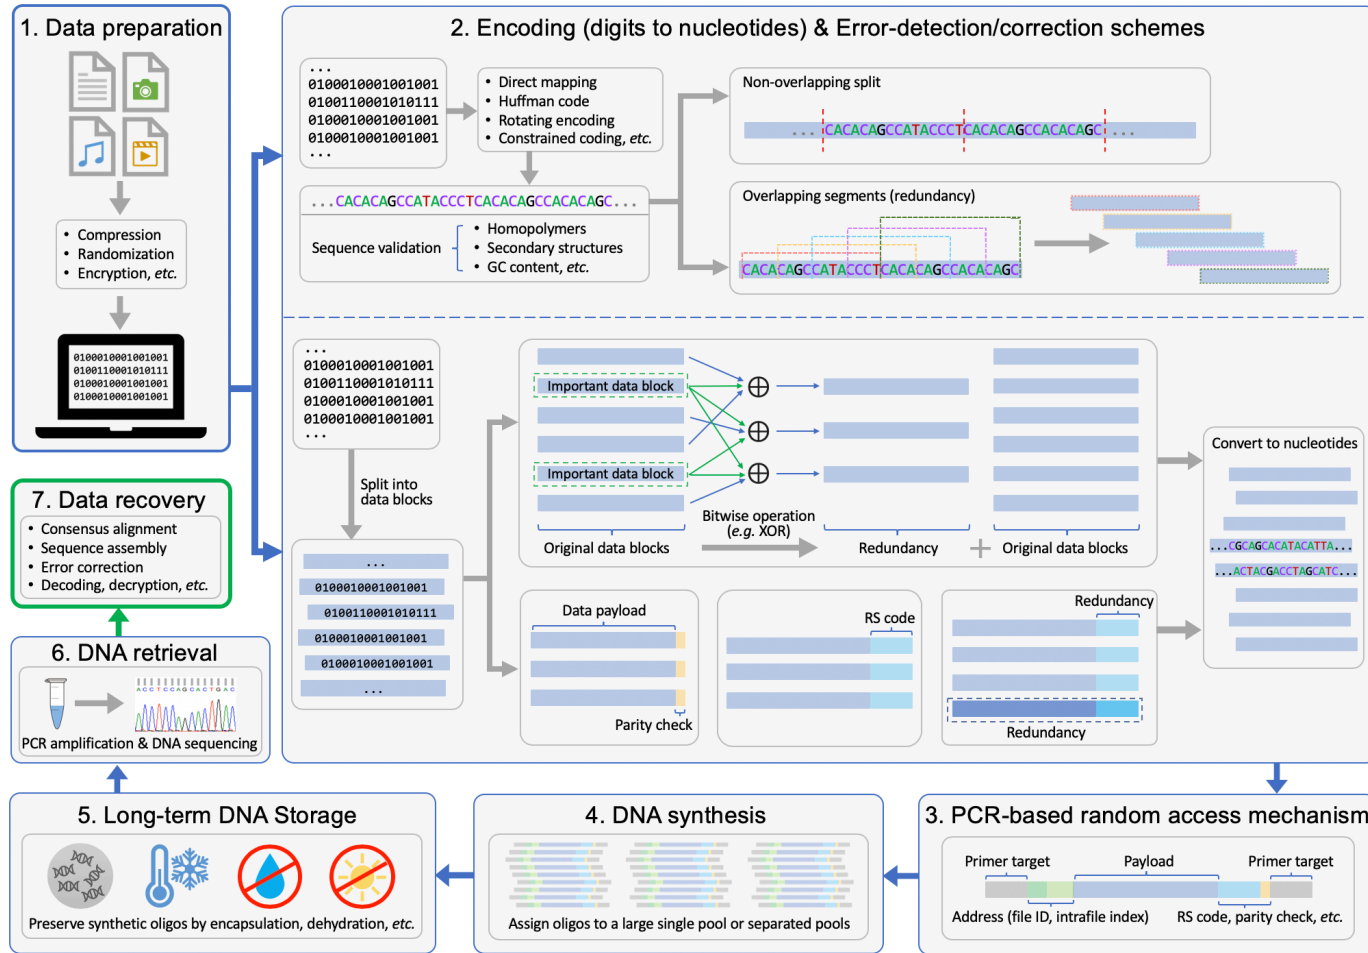 1. Data preparation
Compression
Randomization
Encryption, etc.
0100010001001001
0100110001010111
0100010001001001
0100010001001001
2. Encoding (digits to nucleotides) & Error-detection/correction schemes
...
0100010001001001
0100110001010111
0100010001001001
0100010001001001
...
• Direct mapping
• Huffman code
• Rotating encoding
• Constrained coding, etc.
...CACACAGCCATACCCTCACACAGCCACACAGC...
Sequence validation
• Homopolymers
• Secondary structures
• GC content, etc.
Non-overlapping split
... CACACAGCCATACCCTCACACAGCCACACAGC ...
Overlapping segments (redundancy)
CACACAGCCATACCCTCACACAGCCACACAGC
...
0100010001001001
0100110001010111
0100010001001001
0100010001001001
...
Split into
data blocks
...
0100010001001001
0100110001010111
0100010001001001
0100010001001001
...
Important data block
Important data block
Original data blocks
Bitwise operation
(e.g. XOR)
Redundancy
+
Original data blocks
Data payload
Parity check
RS code
Redundancy
Redundancy
Convert to nucleotides
...CGCAGCACATACATTA...
...ACTACGACCTAGCATC...
3. PCR-based random access mechanism
Primer target
Payload
Primer target
Address (file ID, intrafile index)
RS code, parity check, etc.
4. DNA synthesis
Assign oligos to a large single pool or separated pools
5. Long-term DNA Storage
Preserve synthetic oligos by encapsulation, dehydration, etc.
6. DNA retrieval
ACCTCCAGCACTGAC
PCR amplification & DNA sequencing
7. Data recovery
• Consensus alignment
• Sequence assembly
• Error correction
• Decoding, decryption, etc.